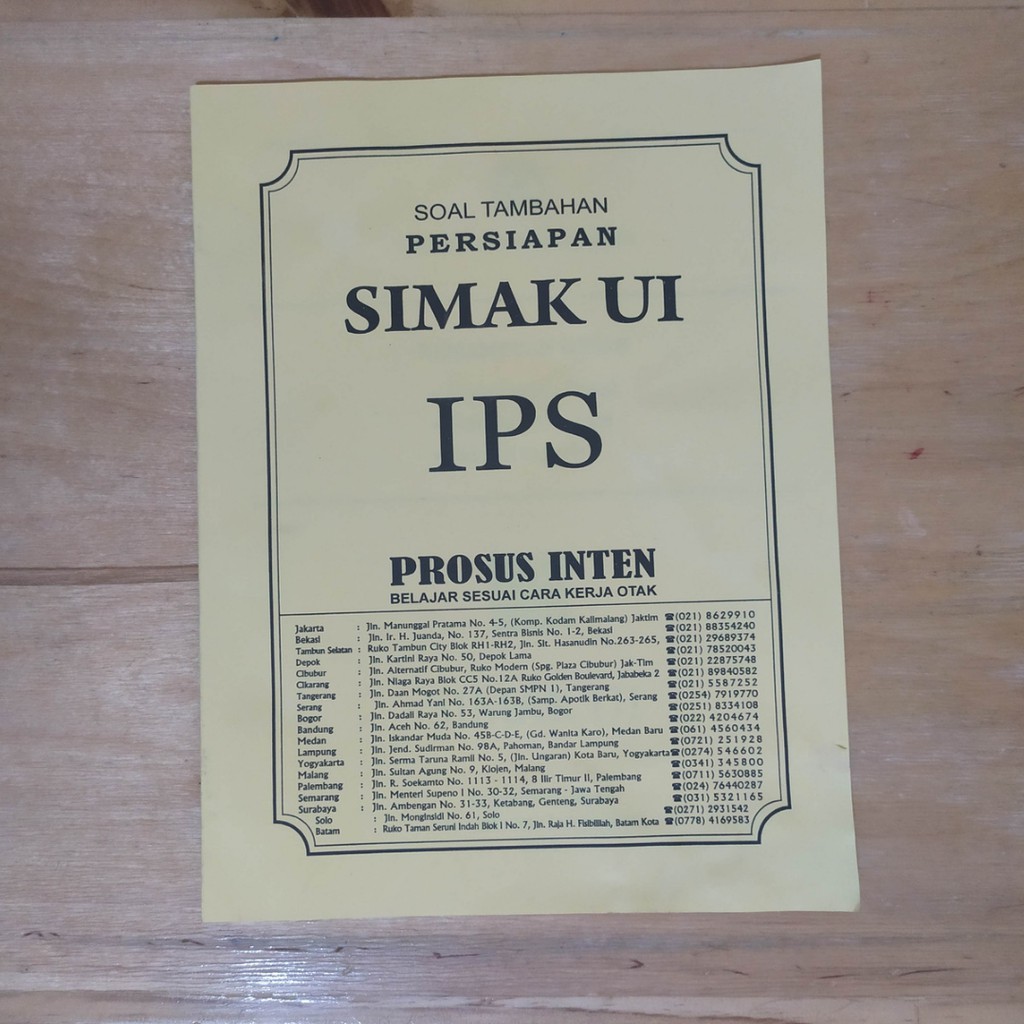 SOAL TAMBAHAN
PERSIAPAN
SIMAK UI
IPS
PROSUS INTEN
BELAJAR SESUAI CARA KERJA OTAK
Jakarta : Jln. Manunggal Pratama No. 4-5, (Komp. Kodam Kalimalang) Jaktim ☎(021) 8629910
Bekasi : Jln. Ir. H. Juanda, No. 137, Sentra Bisnis No. 1-2, Bekasi ☎(021) 88354240
Tambun Selatan : Ruko Tambun City Blok RH1-RH2, Jln. Slt. Hasanudin No.263-265, ☎(021) 29689374
Depok : Jln. Kartini Raya No. 50, Depok Lama ☎(021) 78520043
Cibubur : Jln. Alternatif Cibubur, Ruko Modern (Spg. Plaza Cibubur) Jak-Tim ☎(021) 22875748
Cikarang : Jln. Niaga Raya Blok CC5 No.12A Ruko Golden Boulevard, Jababeka 2 ☎(021) 89840582
Tangerang : Jln. Daan Mogot No. 27A (Depan SMPN 1), Tangerang ☎(021) 5587252
Serang : Jln. Ahmad Yani No. 163A-163B, (Samp. Apotik Berkat), Serang ☎(0254) 7919770
Bogor : Jln. Dadali Raya No. 53, Warung Jambu, Bogor ☎(0251) 8334108
Bandung : Jln. Aceh No. 62, Bandung ☎(022) 4204674
Medan : Jln. Iskandar Muda No. 45B-C-D-E, (Gd. Wanita Karo), Medan Baru ☎(061) 4560434
Lampung : Jln. Jend. Sudirman No. 98A, Pahoman, Bandar Lampung ☎(0721) 251928
Yogyakarta : Jln. Serma Taruna Ramli No. 5, (Jln. Ungaran) Kota Baru, Yogyakarta ☎(0274) 546602
Malang : Jln. Sultan Agung No. 9, Klojen, Malang ☎(0341) 345800
Palembang : Jln. R. Soekamto No. 1113 - 1114, 8 Ilir Timur II, Palembang ☎(0711) 5630885
Semarang : Jln. Menteri Supeno I No. 30-32, Semarang - Jawa Tengah ☎(024) 76440287
Surabaya : Jln. Ambengan No. 31-33, Ketabang, Genteng, Surabaya ☎(031) 5321165
Solo : Jln. Monginsidi No. 61, Solo ☎(0271) 2931542
Batam : Ruko Taman Seruni Indah Blok I No. 7, Jln. Raja H. Fisibilillah, Batam Kota ☎(0778) 4169583